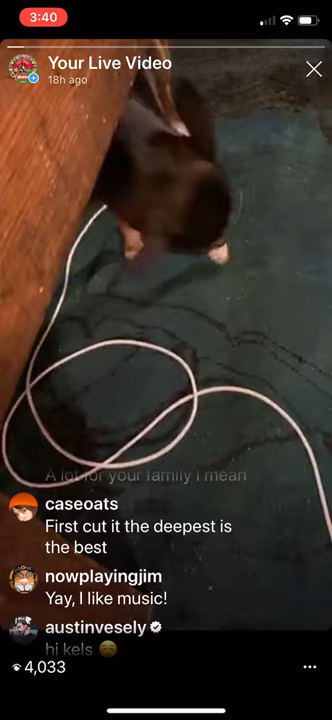 3:40
Your Live Video
18h ago
A lot for your family I mean
caseoats
First cut it the deepest is
the best
nowplayingjim
Yay, I like music!
austinvesely
hi kels 😌
4,033